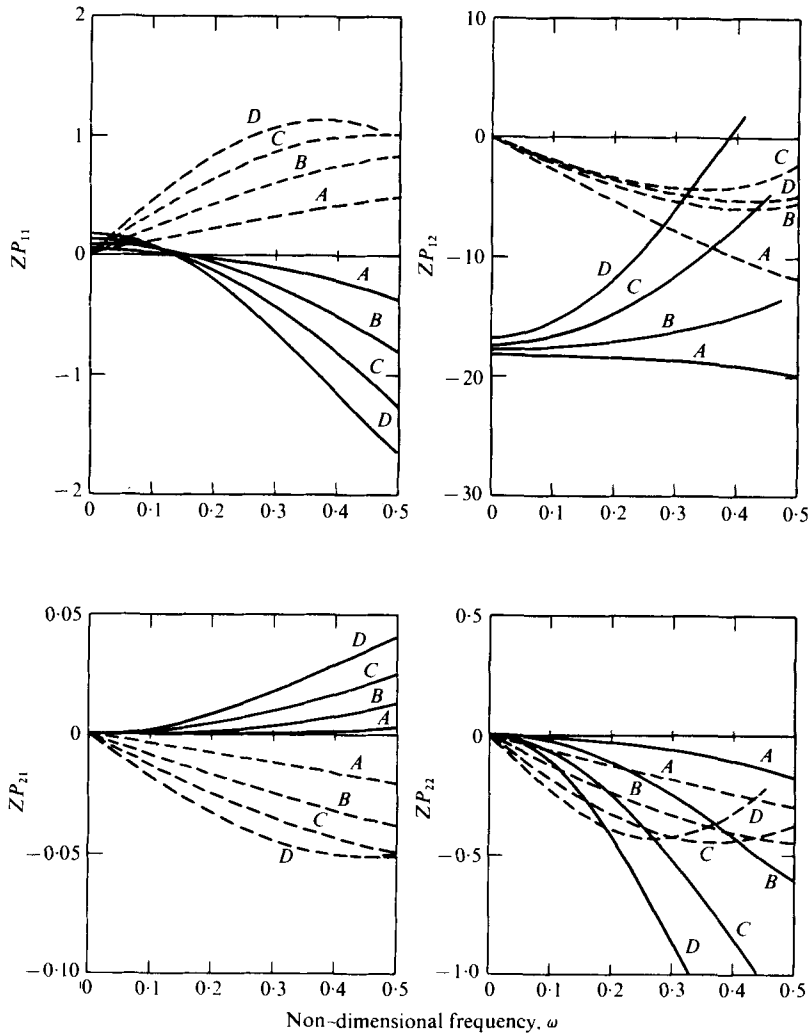 2
1
0
−1
−2
ZP₁₁
D
C
B
A
A
B
C
D
0 0·1 0·2 0·3 0·4 0·5
10
0
−10
−20
−30
ZP₁₂
C
D
B
A
D
C
B
A
0 0·1 0·2 0·3 0·4 0·5
0·05
0
−0·05
−0·10
ZP₂₁
D
C
B
A
A
B
C
D
0 0·1 0·2 0·3 0·4 0·5
0·5
0
−0·5
−1·0
ZP₂₂
A
A
B
D
C
B
C
D
0 0·1 0·2 0·3 0·4 0·5
Non-dimensional frequency, ω